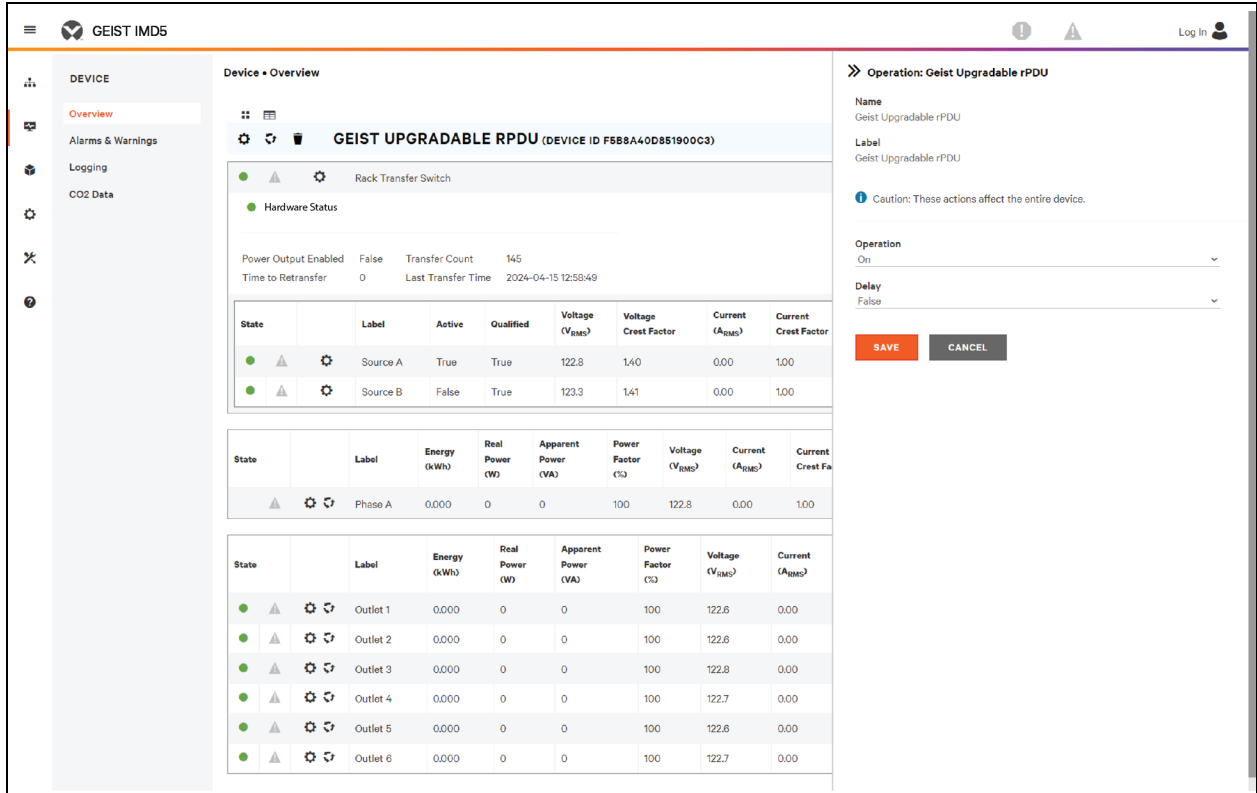 GEIST IMD5
Log In
DEVICE
Overview
Alarms & Warnings
Logging
CO2 Data
Device • Overview
GEIST UPGRADABLE RPDU (DEVICE ID F5B8A40D851900C3)
Rack Transfer Switch
Hardware Status
Power Output Enabled False Transfer Count 145
Time to Retransfer 0 Last Transfer Time 2024-04-15 12:58:49
State Label Active Qualified Voltage (VRMS) Voltage Crest Factor Current (ARMS) Current Crest Factor
Source A True True 122.8 1.40 0.00 1.00
Source B False True 123.3 1.41 0.00 1.00
State Label Energy (kWh) Real Power (W) Apparent Power (VA) Power Factor (%) Voltage (VRMS) Current (ARMS) Current Crest Fa
Phase A 0.000 0 0 100 122.8 0.00 1.00
State Label Energy (kWh) Real Power (W) Apparent Power (VA) Power Factor (%) Voltage (VRMS) Current (ARMS)
Outlet 1 0.000 0 0 100 122.6 0.00
Outlet 2 0.000 0 0 100 122.6 0.00
Outlet 3 0.000 0 0 100 122.8 0.00
Outlet 4 0.000 0 0 100 122.7 0.00
Outlet 5 0.000 0 0 100 122.6 0.00
Outlet 6 0.000 0 0 100 122.7 0.00
Operation: Geist Upgradable rPDU
Name
Geist Upgradable rPDU
Label
Geist Upgradable rPDU
Caution: These actions affect the entire device.
Operation
On
Delay
False
SAVE CANCEL